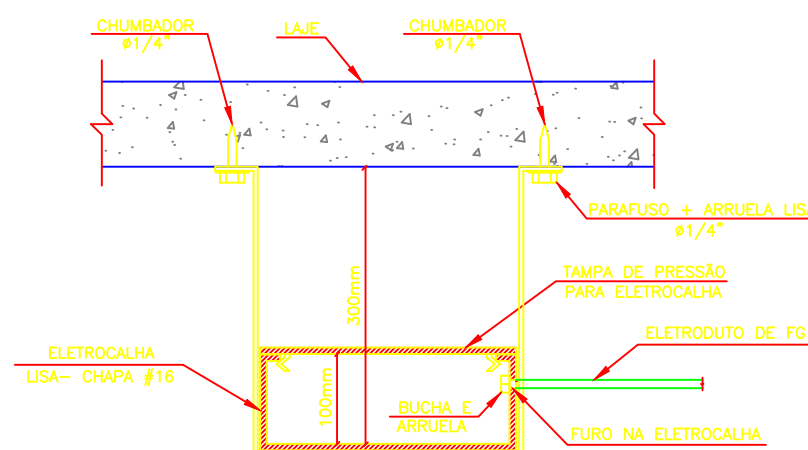 CHUMBADOR
ø1/4"
LAJE
CHUMBADOR
ø1/4"
PARAFUSO + ARRUELA LISA
ø1/4"
300mm
TAMPA DE PRESSÃO
PARA ELETROCALHA
ELETROCALHA
LISA- CHAPA #16
ELETRODUTO DE FG
100mm
BUCHA E
ARRUELA
FURO NA ELETROCALHA